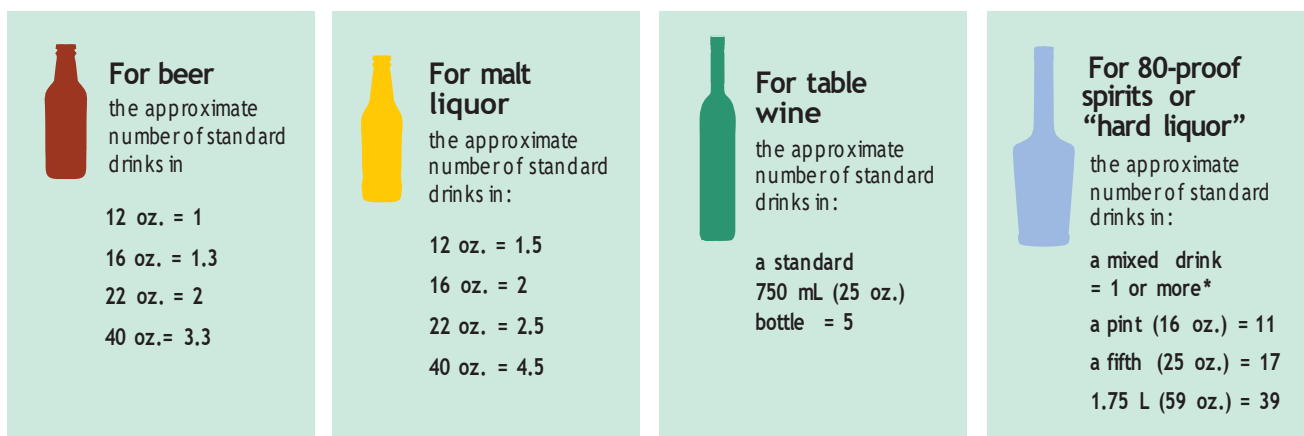 For beer
the approximate
number of standard
drinks in
12 oz. = 1
16 oz. = 1.3
22 oz. = 2
40 oz.= 3.3
For malt
liquor
the approximate
number of standard
drinks in:
12 oz. = 1.5
16 oz. = 2
22 oz. = 2.5
40 oz. = 4.5
For table
wine
the approximate
number of standard
drinks in:
a standard
750 mL (25 oz.)
bottle = 5
For 80-proof
spirits or
“hard liquor”
the approximate
number of standard
drinks in:
a mixed drink
= 1 or more*
a pint (16 oz.) = 11
a fifth (25 oz.) = 17
1.75 L (59 oz.) = 39